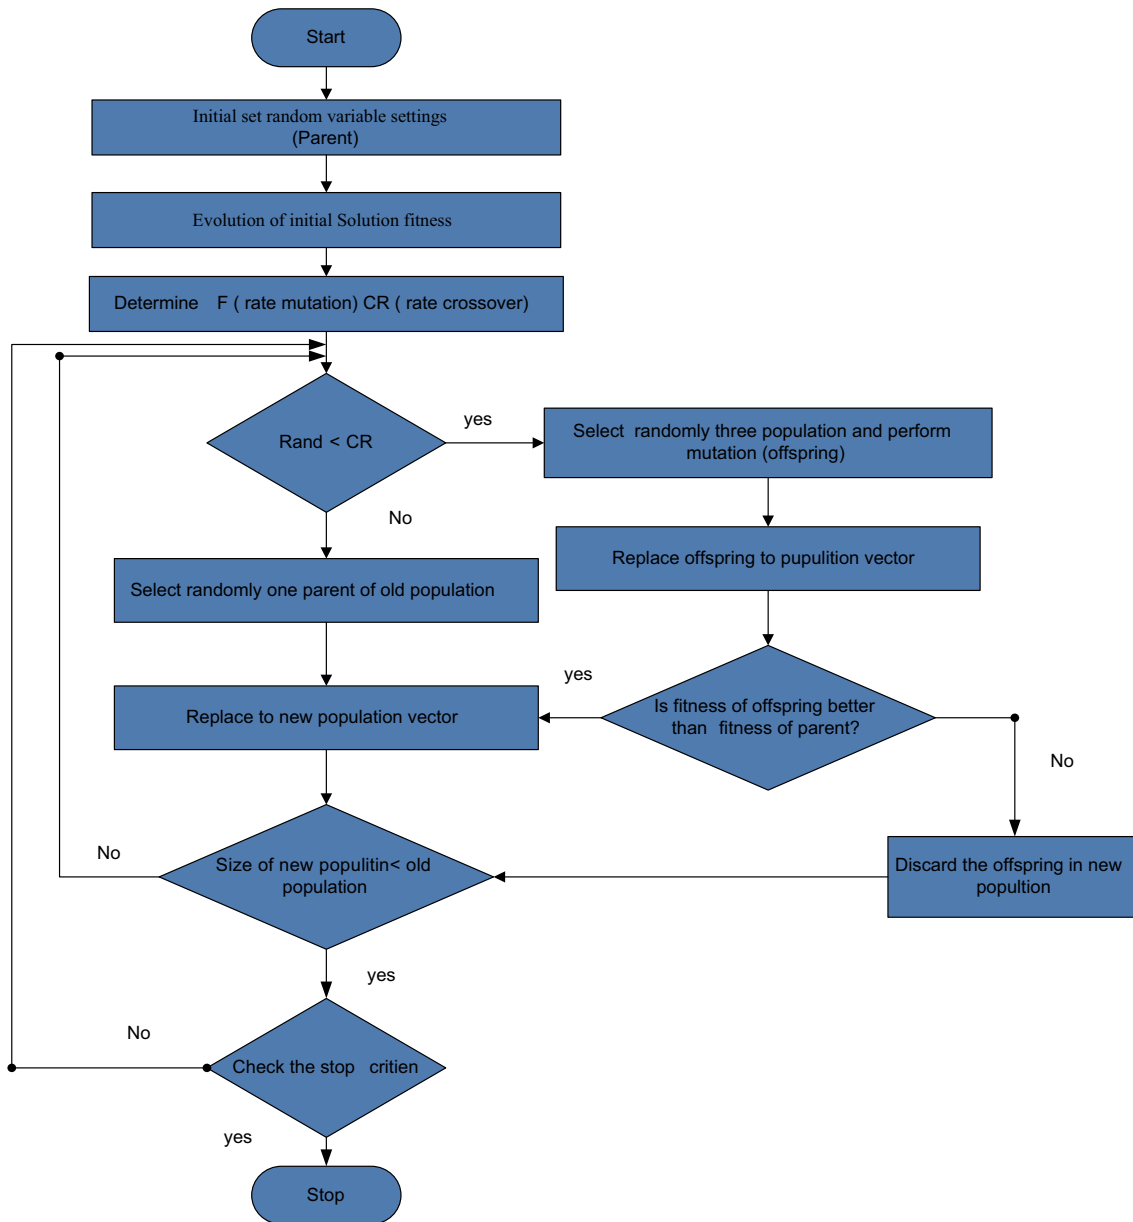 Start
Initial set random variable settings
(Parent)
Evolution of initial Solution fitness
Determine F ( rate mutation) CR ( rate crossover)
Rand < CR
yes
Select randomly three population and perform
mutation (offspring)
No
Replace offspring to pupulition vector
Select randomly one parent of old population
yes
Is fitness of offspring better
than fitness of parent?
Replace to new population vector
No
No
Size of new populitin< old
population
Discard the offspring in new
popultion
yes
No
Check the stop critien
yes
Stop